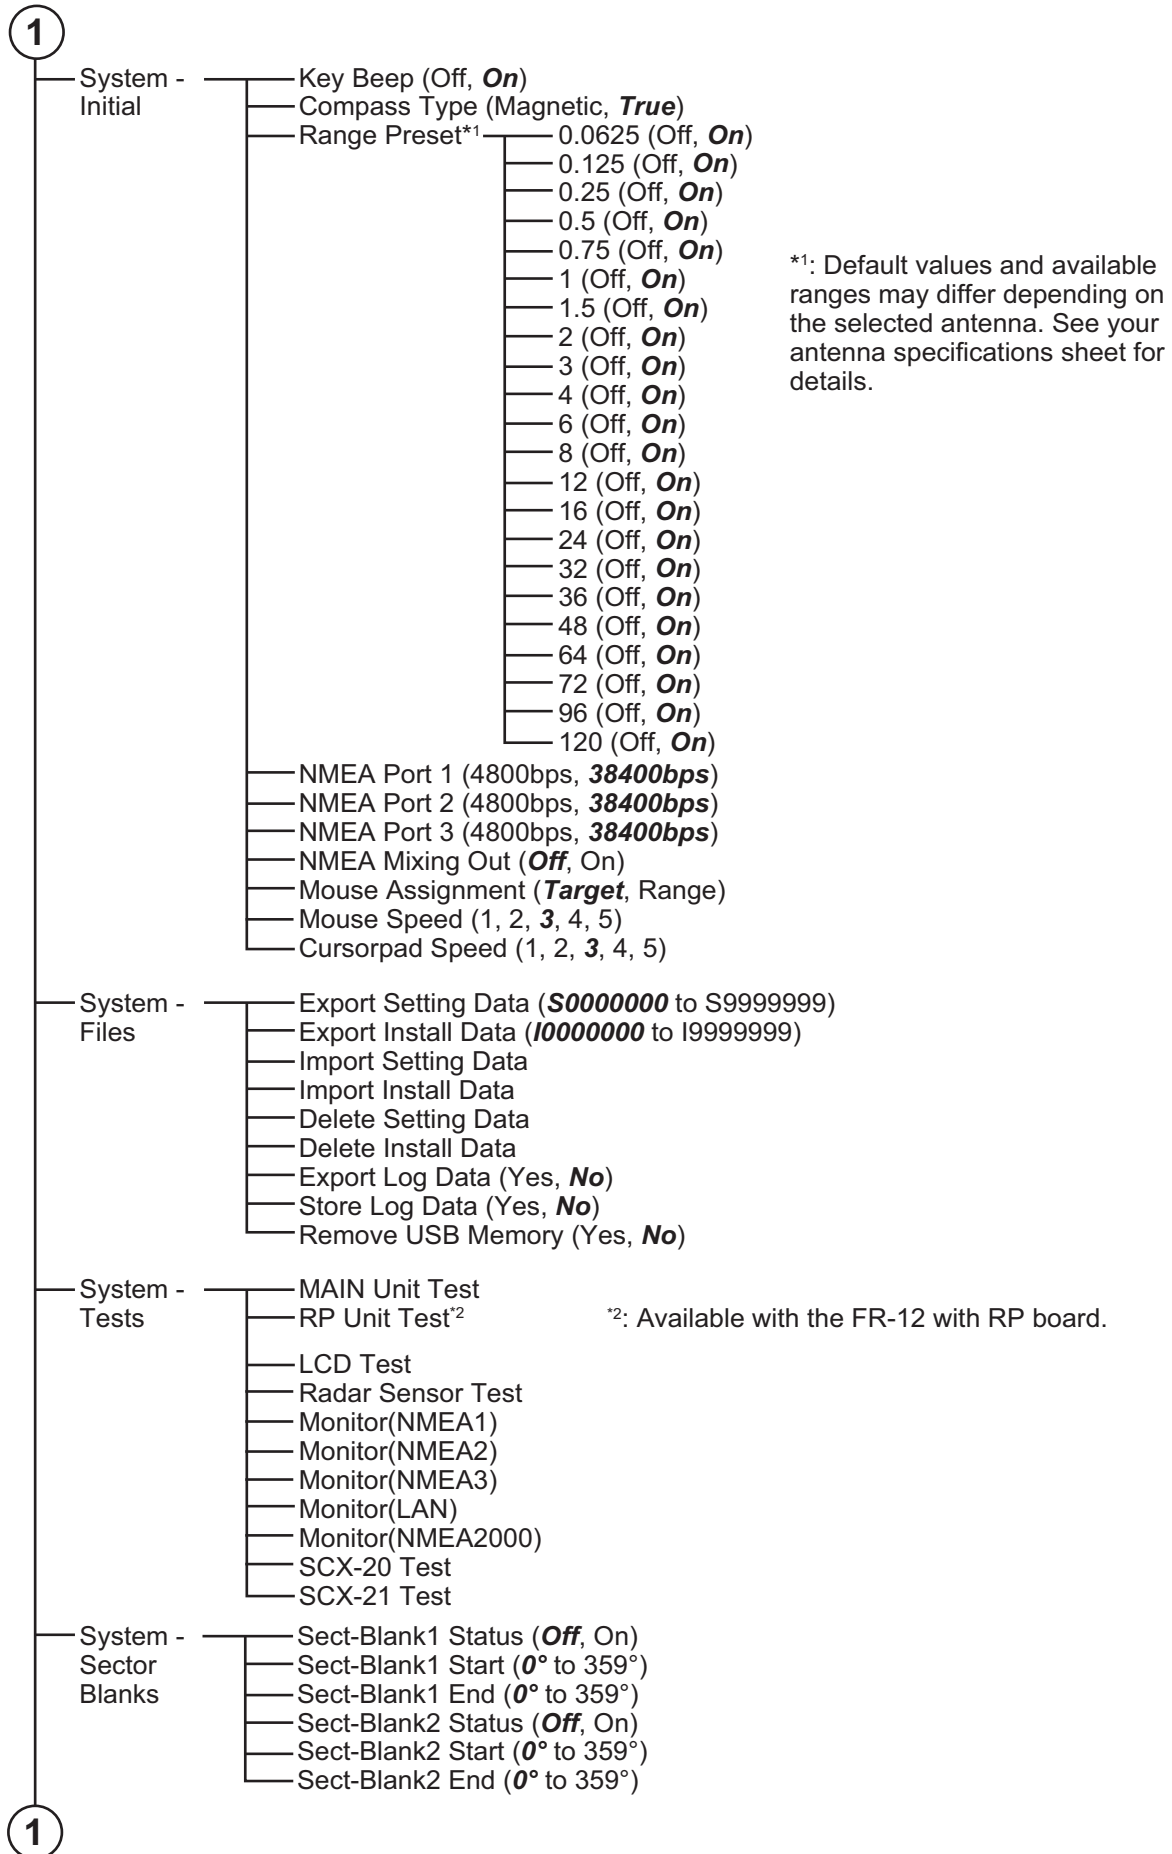 1
System -
Initial
Key Beep (Off, On)
Compass Type (Magnetic, True)
Range Preset*1
0.0625 (Off, On)
0.125 (Off, On)
0.25 (Off, On)
0.5 (Off, On)
0.75 (Off, On)
1 (Off, On)
1.5 (Off, On)
2 (Off, On)
3 (Off, On)
4 (Off, On)
6 (Off, On)
8 (Off, On)
12 (Off, On)
16 (Off, On)
24 (Off, On)
32 (Off, On)
36 (Off, On)
48 (Off, On)
64 (Off, On)
72 (Off, On)
96 (Off, On)
120 (Off, On)
*1: Default values and available
ranges may differ depending on
the selected antenna. See your
antenna specifications sheet for
details.
NMEA Port 1 (4800bps, 38400bps)
NMEA Port 2 (4800bps, 38400bps)
NMEA Port 3 (4800bps, 38400bps)
NMEA Mixing Out (Off, On)
Mouse Assignment (Target, Range)
Mouse Speed (1, 2, 3, 4, 5)
Cursorpad Speed (1, 2, 3, 4, 5)
System -
Files
Export Setting Data (S0000000 to S9999999)
Export Install Data (I0000000 to I9999999)
Import Setting Data
Import Install Data
Delete Setting Data
Delete Install Data
Export Log Data (Yes, No)
Store Log Data (Yes, No)
Remove USB Memory (Yes, No)
System -
Tests
MAIN Unit Test
RP Unit Test*2
*2: Available with the FR-12 with RP board.
LCD Test
Radar Sensor Test
Monitor(NMEA1)
Monitor(NMEA2)
Monitor(NMEA3)
Monitor(LAN)
Monitor(NMEA2000)
SCX-20 Test
SCX-21 Test
System -
Sector
Blanks
Sect-Blank1 Status (Off, On)
Sect-Blank1 Start (0° to 359°)
Sect-Blank1 End (0° to 359°)
Sect-Blank2 Status (Off, On)
Sect-Blank2 Start (0° to 359°)
Sect-Blank2 End (0° to 359°)
1